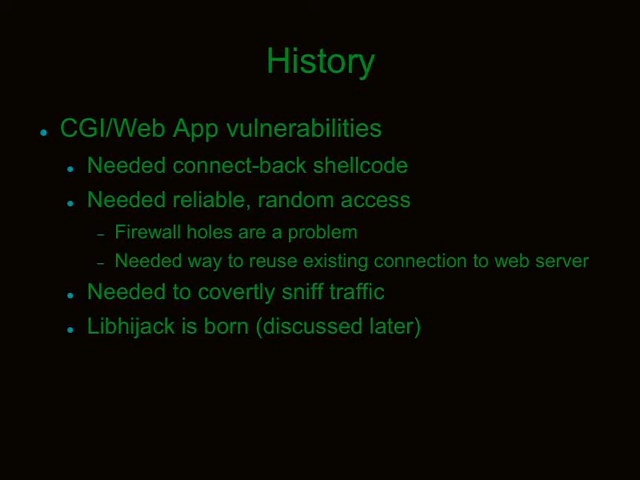 History
CGI/Web App vulnerabilities
Needed connect-back shellcode
Needed reliable, random access
– Firewall holes are a problem
– Needed way to reuse existing connection to web server
Needed to covertly sniff traffic
Libhijack is born (discussed later)